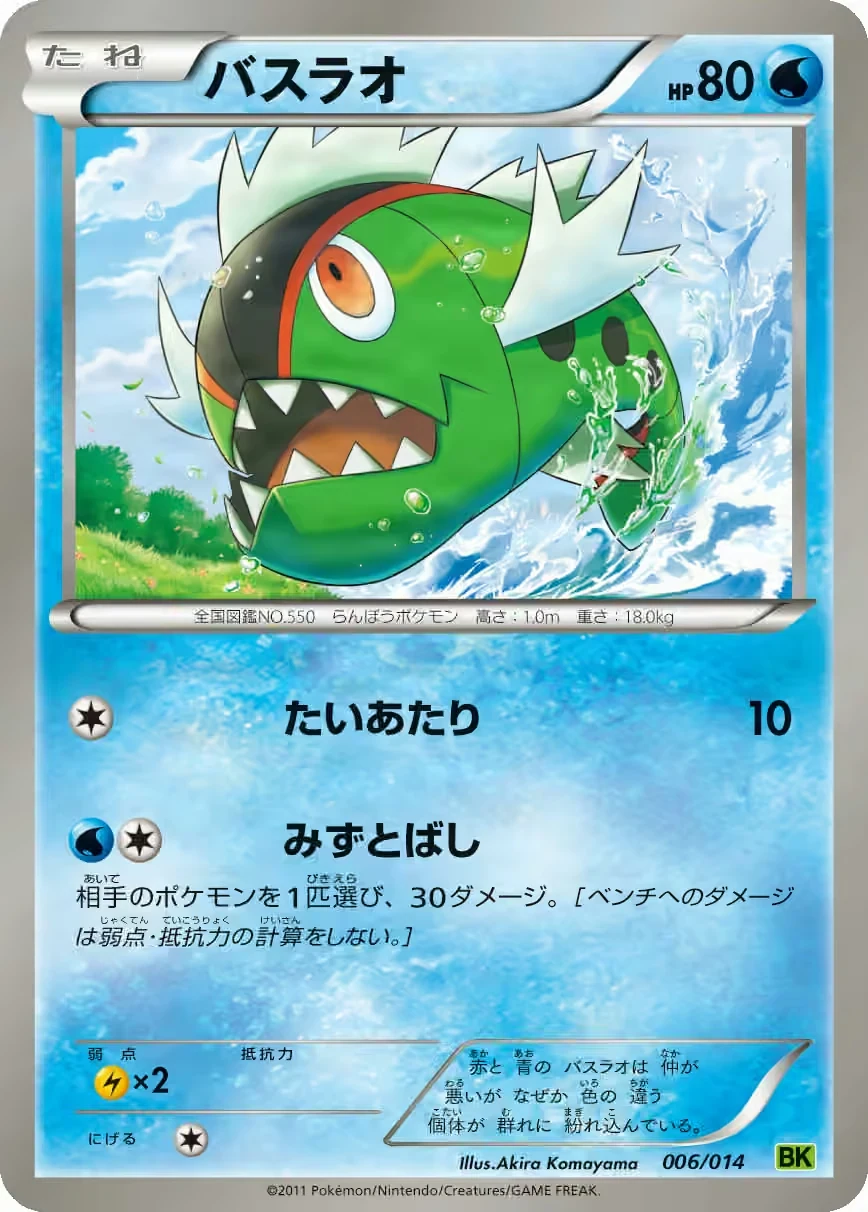 たね バスラオ HP80
全国図鑑NO.550 らんぼうポケモン 高さ：1.0m 重さ：18.0kg
たいあたり 10
みずとばし
相手のポケモンを1匹選び、30ダメージ。［ベンチへのダメージ
は弱点・抵抗力の計算をしない。］
弱点 抵抗力
×2
にげる
赤と 青の バスラオは 仲が
悪いが なぜか 色の 違う
個体が 群れに 紛れ込んでいる。
Illus.Akira Komayama 006/014 BK
©2011 Pokémon/Nintendo/Creatures/GAME FREAK.